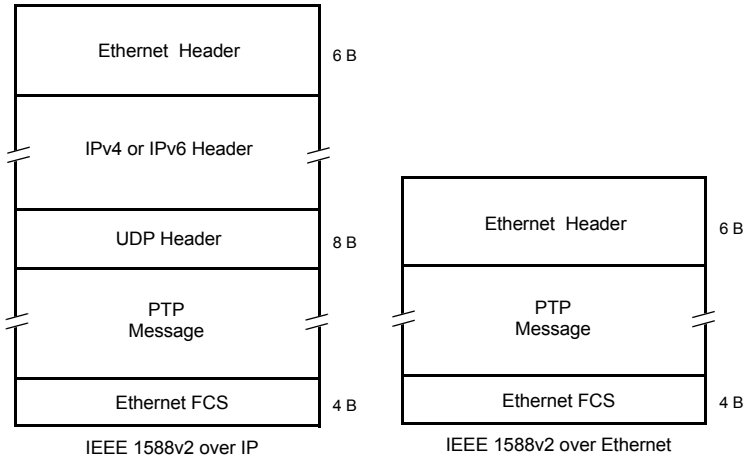 Ethernet Header
6 B
IPv4 or IPv6 Header
UDP Header
8 B
PTP
Message
Ethernet FCS
4 B
IEEE 1588v2 over IP
Ethernet Header
6 B
PTP
Message
Ethernet FCS
4 B
IEEE 1588v2 over Ethernet